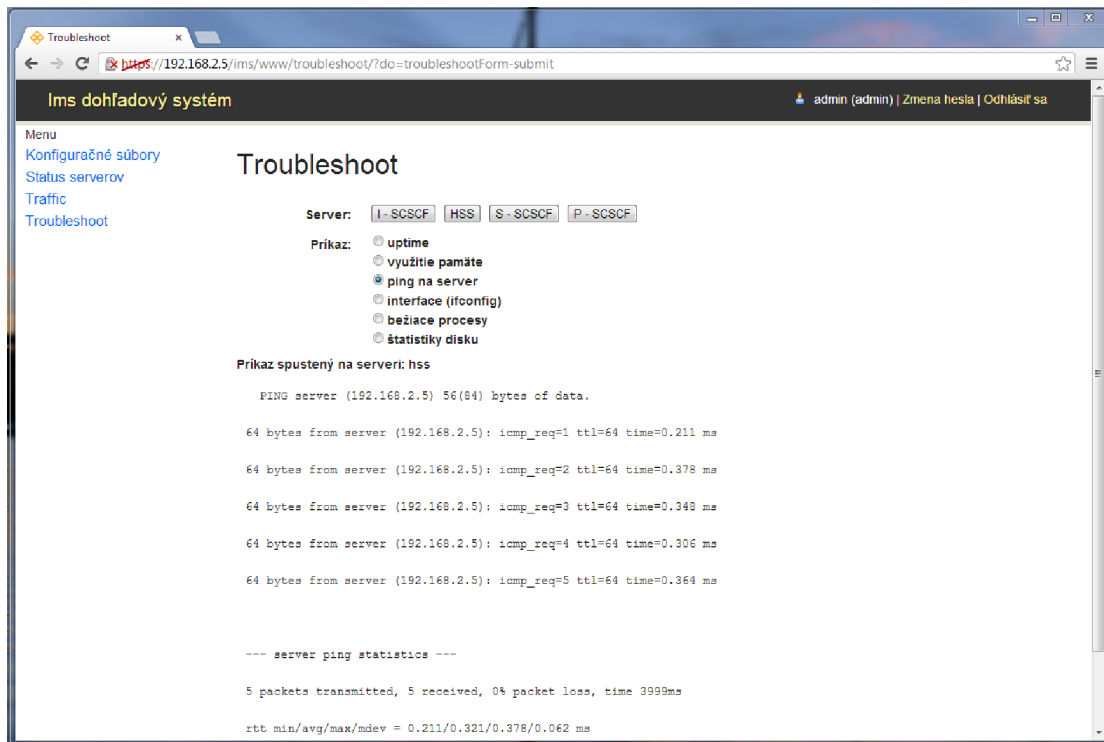 Troubleshoot
https://192.168.2.5/ims/www/troubleshoot/?do=troubleshootForm-submit
Ims dohľadový systém
admin (admin) | Zmena hesla | Odhlásiť sa
Menu
Konfiguračné súbory
Status serverov
Traffic
Troubleshoot
Troubleshoot
Server: I - SCSCF HSS S - SCSCF P - SCSCF
Príkaz: uptime
využitie pamäte
ping na server
interface (ifconfig)
bežiace procesy
štatistiky disku
Príkaz spustený na serveri: hss
PING server (192.168.2.5) 56(84) bytes of data.
64 bytes from server (192.168.2.5): icmp_req=1 ttl=64 time=0.211 ms
64 bytes from server (192.168.2.5): icmp_req=2 ttl=64 time=0.378 ms
64 bytes from server (192.168.2.5): icmp_req=3 ttl=64 time=0.348 ms
64 bytes from server (192.168.2.5): icmp_req=4 ttl=64 time=0.306 ms
64 bytes from server (192.168.2.5): icmp_req=5 ttl=64 time=0.364 ms
--- server ping statistics ---
5 packets transmitted, 5 received, 0% packet loss, time 3999ms
rtt min/avg/max/mdev = 0.211/0.321/0.378/0.062 ms